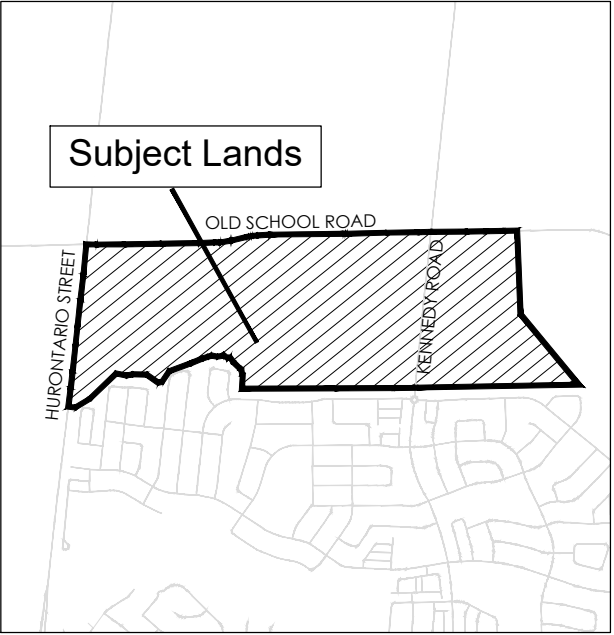 Subject Lands
OLD SCHOOL ROAD
HURONTARIO STREET
KENNEDY ROAD